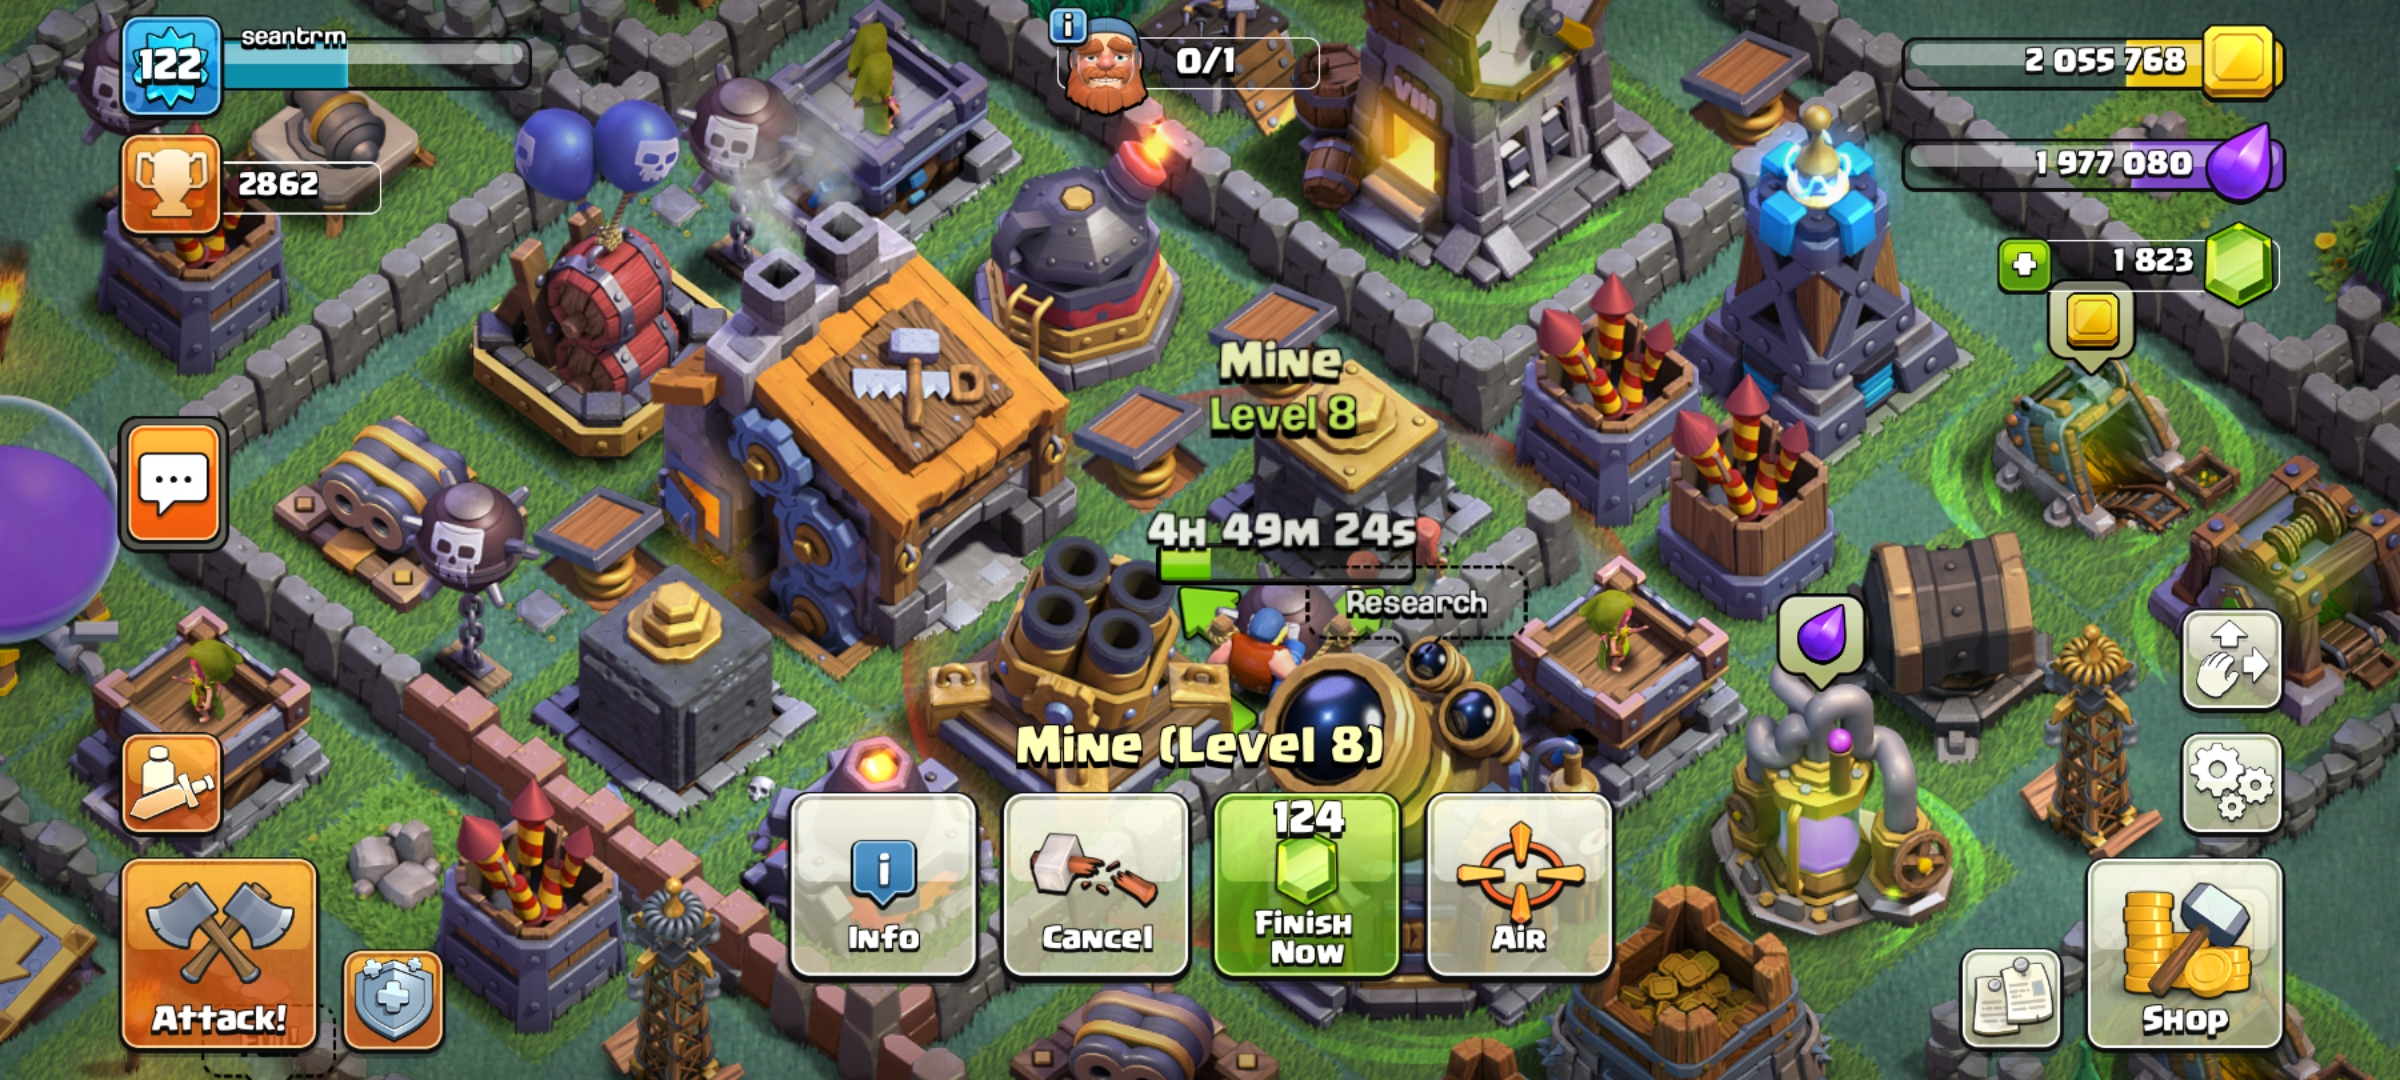 122
seantrm
0/1
2 055 768
2862
VIII
1 977 080
1 823
Mine
Level 8
4H 49M 24S
Research
Mine (Level 8)
Info
Cancel
124
Finish
Now
Air
Attack!
Shop